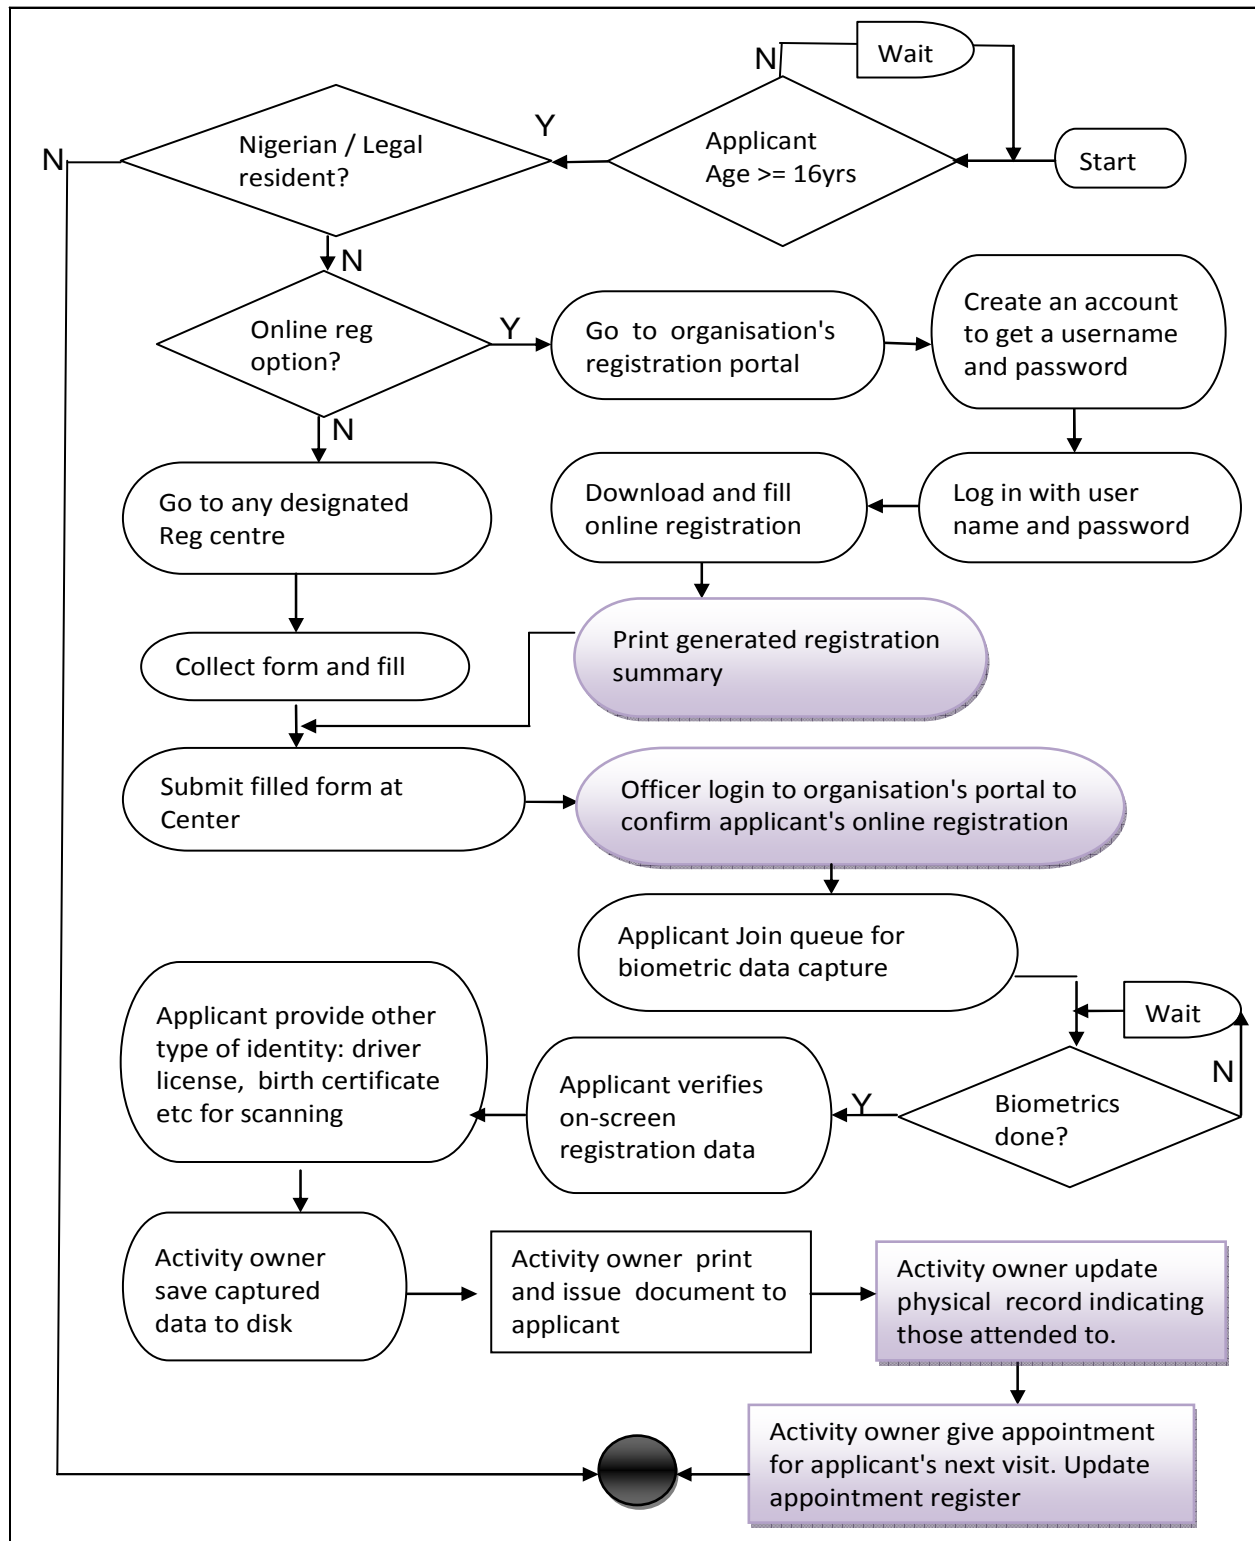 N
Wait
Applicant
Age >= 16yrs
Start
Y
Nigerian / Legal
resident?
N
N
Online reg
option?
Y
Go to organisation's
registration portal
Create an account
to get a username
and password
N
Go to any designated
Reg centre
Download and fill
online registration
Log in with user
name and password
Collect form and fill
Print generated registration
summary
Submit filled form at
Center
Officer login to organisation's portal to
confirm applicant's online registration
Applicant Join queue for
biometric data capture
Wait
N
Biometrics
done?
Y
Applicant verifies
on-screen
registration data
Applicant provide other
type of identity: driver
license, birth certificate
etc for scanning
Activity owner
save captured
data to disk
Activity owner print
and issue document to
applicant
Activity owner update
physical record indicating
those attended to.
Activity owner give appointment
for applicant's next visit. Update
appointment register